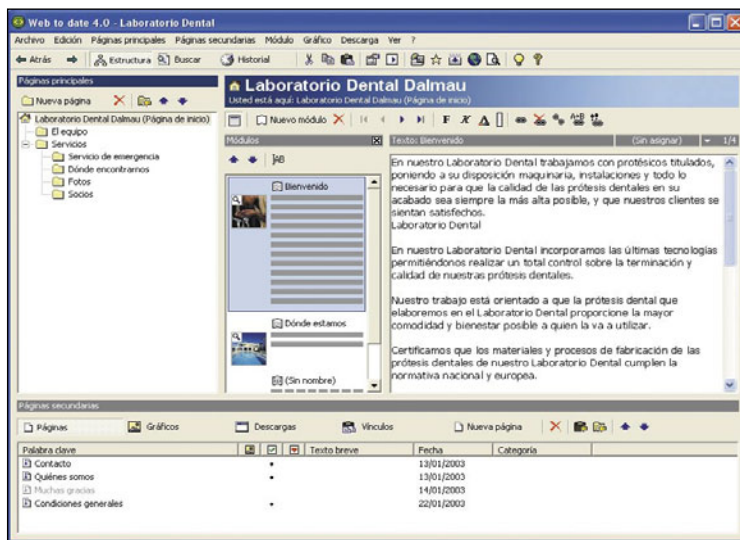 Web to date 4.0 - Laboratorio Dental
Archivo Edición Páginas principales Páginas secundarias Módulo Gráfico Descarga Ver ?
Atrás Estructura Buscar Historial
Páginas principales
Nueva página
Laboratorio Dental Dalmau (Página de inicio)
El equipo
Servicios
Servicio de emergencia
Dónde encontrarnos
Fotos
Socios
Laboratorio Dental Dalmau
Usted está aquí: Laboratorio Dental Dalmau (Página de inicio)
Nuevo módulo F X A
Módulos
AB
Bienvenido
Dónde estamos
(Sin nombre)
Texto: Bienvenido (Sin asignar) 1/4
En nuestro Laboratorio Dental trabajamos con protésicos titulados,
poniendo a su disposición maquinaria, instalaciones y todo lo
necesario para que la calidad de las prótesis dentales en su
acabado sea siempre la más alta posible, y que nuestros clientes se
sientan satisfechos.
Laboratorio Dental
En nuestro Laboratorio Dental incorporamos las últimas tecnologías
permitiéndonos realizar un total control sobre la terminación y
calidad de nuestras prótesis dentales.
Nuestro trabajo está orientado a que la prótesis dental que
elaboremos en el Laboratorio Dental proporcione la mayor
comodidad y bienestar posible a quien la va a utilizar.
Certificamos que los materiales y procesos de fabricación de las
prótesis dentales de nuestro Laboratorio Dental cumplen la
normativa nacional y europea.
Páginas secundarias
Páginas Gráficos Descargas Vínculos Nueva página
Palabra clave Texto breve Fecha Categoría
Contacto 13/01/2003
Quiénes somos 13/01/2003
Muchas gracias 14/01/2003
Condiciones generales 22/01/2003